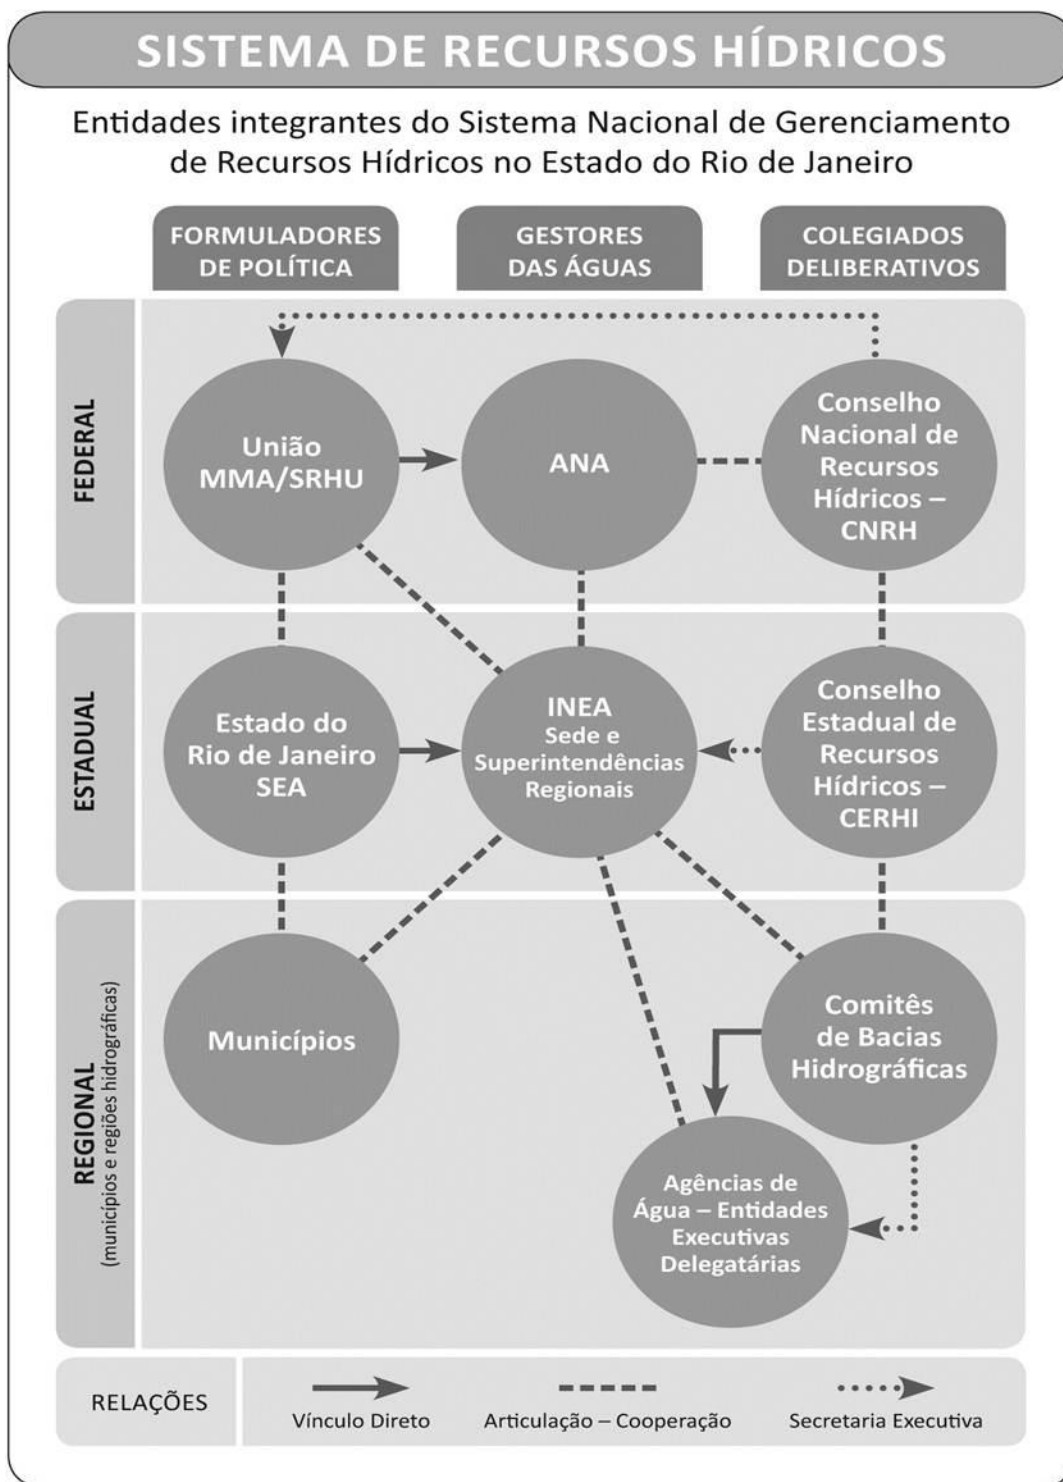 SISTEMA DE RECURSOS HÍDRICOS
Entidades integrantes do Sistema Nacional de Gerenciamento
de Recursos Hídricos no Estado do Rio de Janeiro
FORMULADORES
DE POLÍTICA
GESTORES
DAS ÁGUAS
COLEGIADOS
DELIBERATIVOS
FEDERAL
União
MMA/SRHU
ANA
Conselho
Nacional de
Recursos
Hídricos –
CNRH
ESTADUAL
Estado do
Rio de Janeiro
SEA
INEA
Sede e
Superintendências
Regionais
Conselho
Estadual de
Recursos
Hídricos –
CERHI
REGIONAL
(municípios e regiões hidrográficas)
Municípios
Comitês
de Bacias
Hidrográficas
Agências de
Água – Entidades
Executivas
Delegatárias
RELAÇÕES
Vínculo Direto
Articulação – Cooperação
Secretaria Executiva